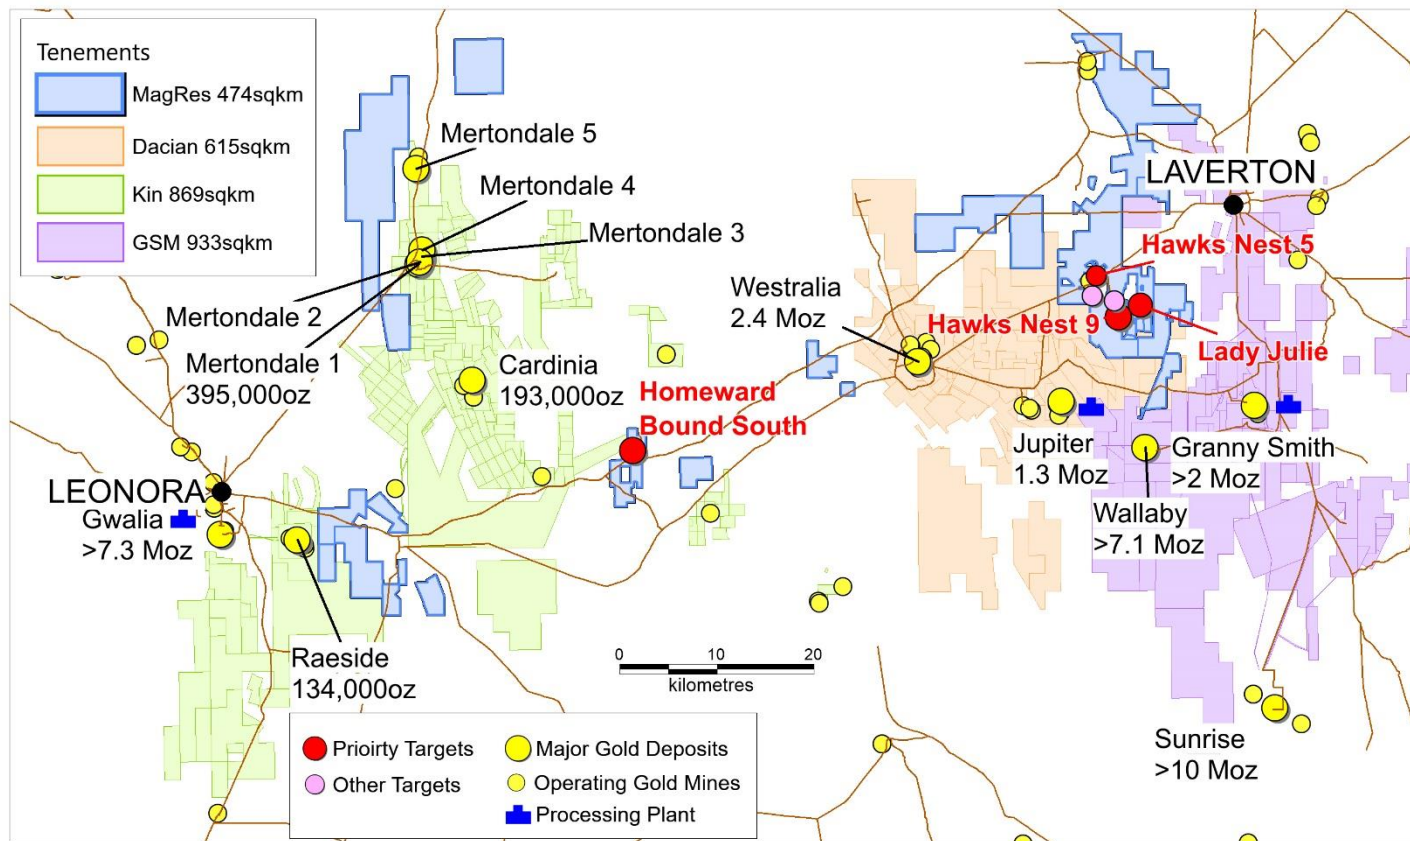 Tenements
MagRes 474sqkm
Dacian 615sqkm
Kin 869sqkm
GSM 933sqkm
Mertondale 5
Mertondale 4
Mertondale 3
Mertondale 2
Mertondale 1
395,000oz
Cardinia
193,000oz
Homeward
Bound South
LEONORA
Gwalia
>7.3 Moz
Raeside
134,000oz
Westralia
2.4 Moz
LAVERTON
Hawks Nest 5
Hawks Nest 9
Lady Julie
Jupiter
1.3 Moz
Granny Smith
>2 Moz
Wallaby
>7.1 Moz
Sunrise
>10 Moz
0 10 20
kilometres
Prioirty Targets
Other Targets
Major Gold Deposits
Operating Gold Mines
Processing Plant